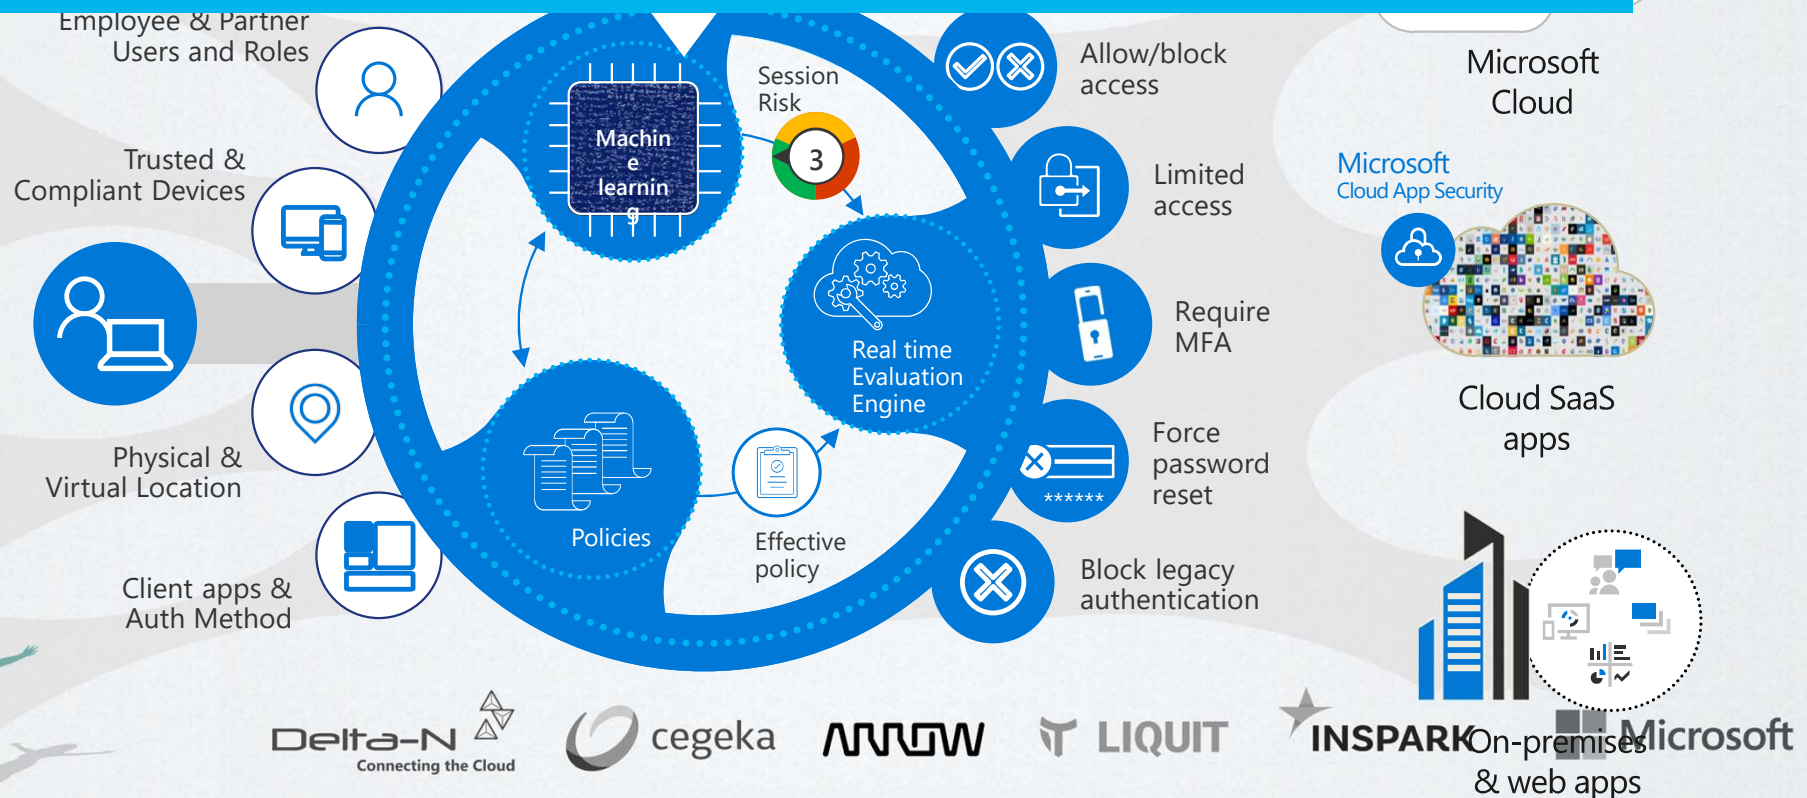 Employee & Partner
Users and Roles
Trusted &
Compliant Devices
Physical &
Virtual Location
Client apps &
Auth Method
Machin
e
learnin
g
Session
Risk
3
Real time
Evaluation
Engine
Policies
Effective
policy
Allow/block
access
Limited
access
Require
MFA
******
Force
password
reset
Block legacy
authentication
Microsoft
Cloud
Microsoft
Cloud App Security
Cloud SaaS
apps
On-premises
& web apps
Delta-N
Connecting the Cloud
cegeka
ARROW
LIQUIT
INSPARK
Microsoft